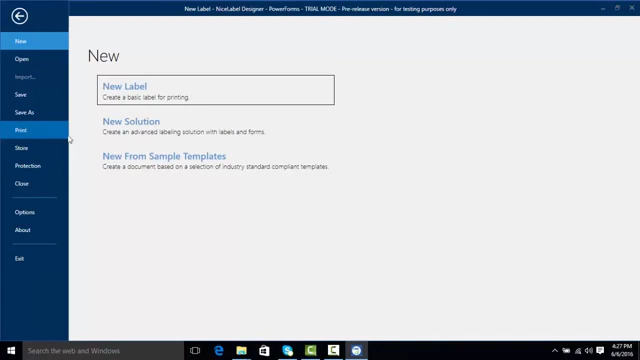 New Label - NiceLabel Designer - PowerForms - TRIAL MODE - Pre-release version - for testing purposes only
New
Open
Import...
Save
Save As
Print
Store
Protection
Close
Options
About
Exit
New
New Label
Create a basic label for printing.
New Solution
Create an advanced labeling solution with labels and forms.
New From Sample Templates
Create a document based on a selection of industry standard compliant templates.
Search the web and Windows
4:27 PM
6/6/2016